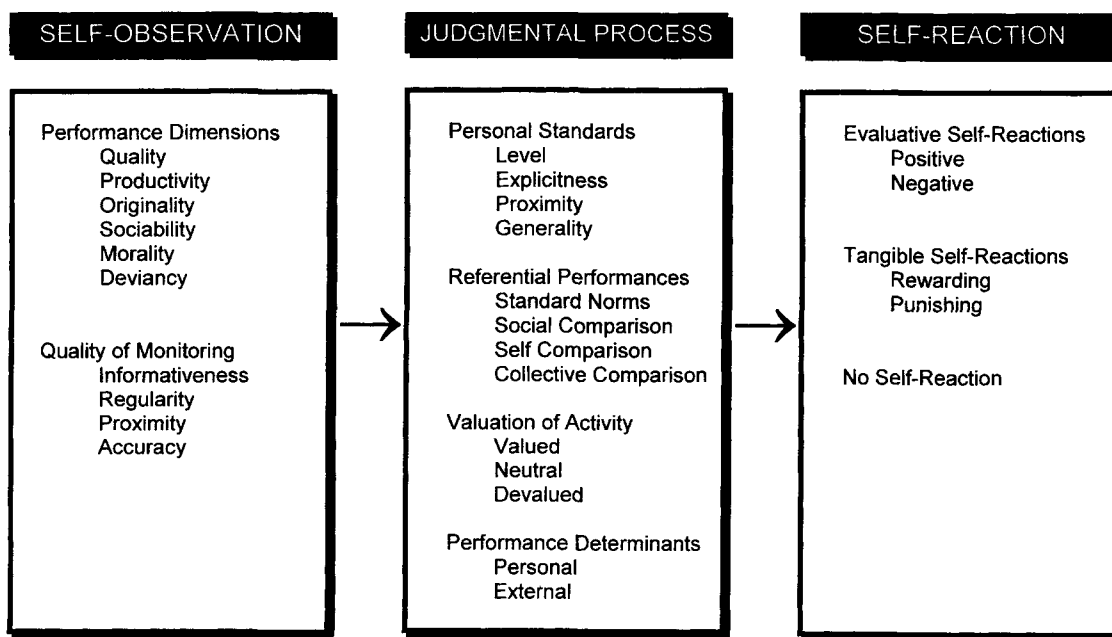 SELF-OBSERVATION
Performance Dimensions
Quality
Productivity
Originality
Sociability
Morality
Deviancy
Quality of Monitoring
Informativeness
Regularity
Proximity
Accuracy
JUDGMENTAL PROCESS
Personal Standards
Level
Explicitness
Proximity
Generality
Referential Performances
Standard Norms
Social Comparison
Self Comparison
Collective Comparison
Valuation of Activity
Valued
Neutral
Devalued
Performance Determinants
Personal
External
SELF-REACTION
Evaluative Self-Reactions
Positive
Negative
Tangible Self-Reactions
Rewarding
Punishing
No Self-Reaction